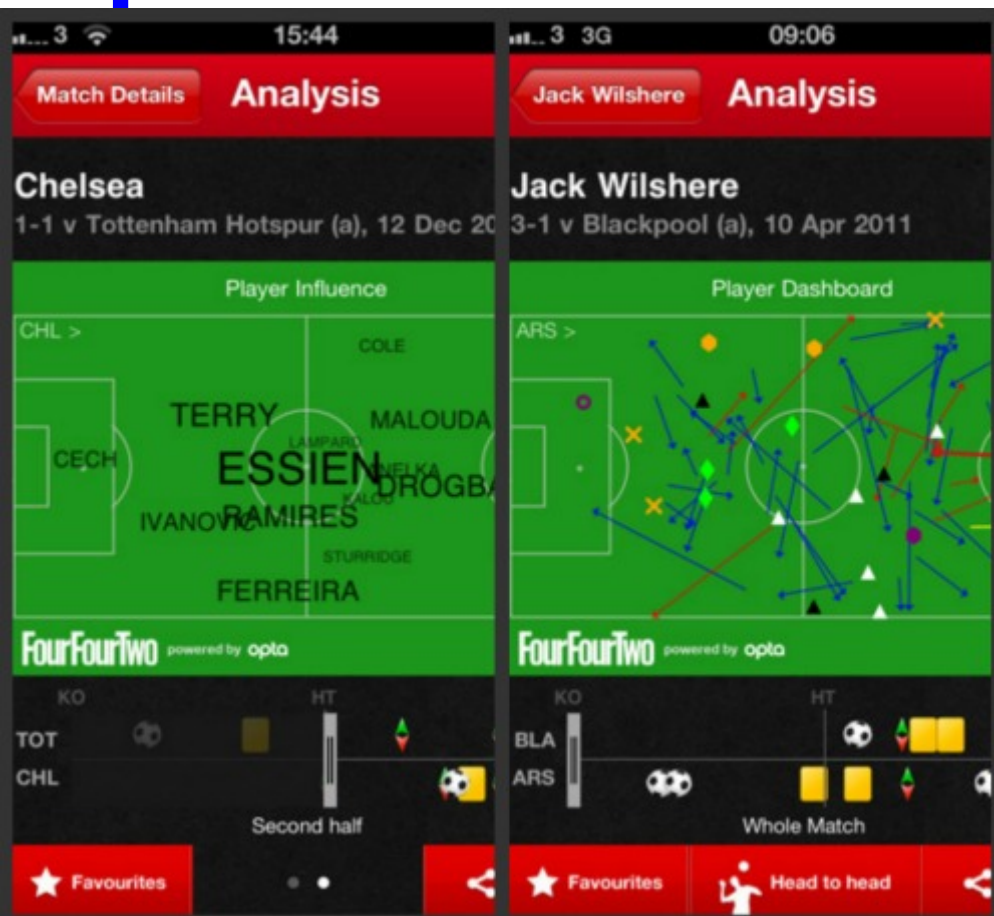 3
15:44
Match Details
Analysis
Chelsea
1-1 v Tottenham Hotspur (a), 12 Dec 20
Player Influence
CHL >
COLE
TERRY
MALOUDA
LAMPARD
CECH
ESSIEN
ANELKA
DROGBA
KALOU
IVANOVIC
RAMIRES
STURRIDGE
FERREIRA
FourFourTwo powered by opta
KO
HT
TOT
CHL
Second half
Favourites
3 3G
09:06
Jack Wilshere
Analysis
Jack Wilshere
3-1 v Blackpool (a), 10 Apr 2011
Player Dashboard
ARS >
FourFourTwo powered by opta
KO
HT
BLA
ARS
Whole Match
Favourites
Head to head